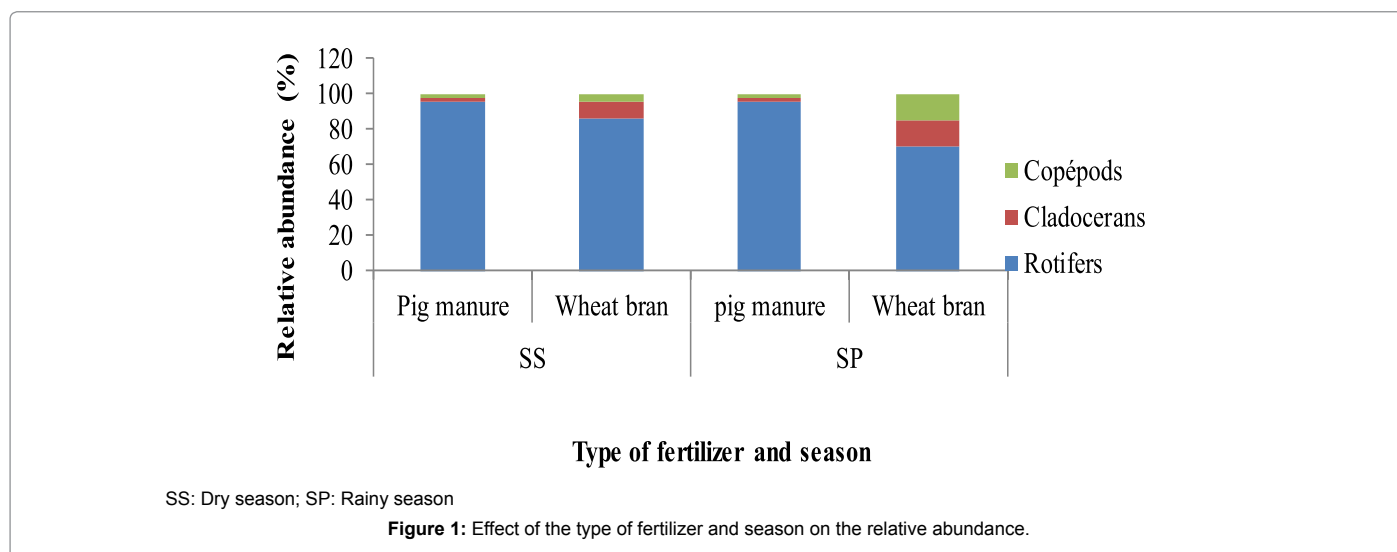 Relative abundance (%)
120
100
80
60
40
20
0
Pig manure Wheat bran pig manure Wheat bran
SS SP
Copépods
Cladocerans
Rotifers
Type of fertilizer and season
SS: Dry season; SP: Rainy season
Figure 1: Effect of the type of fertilizer and season on the relative abundance.